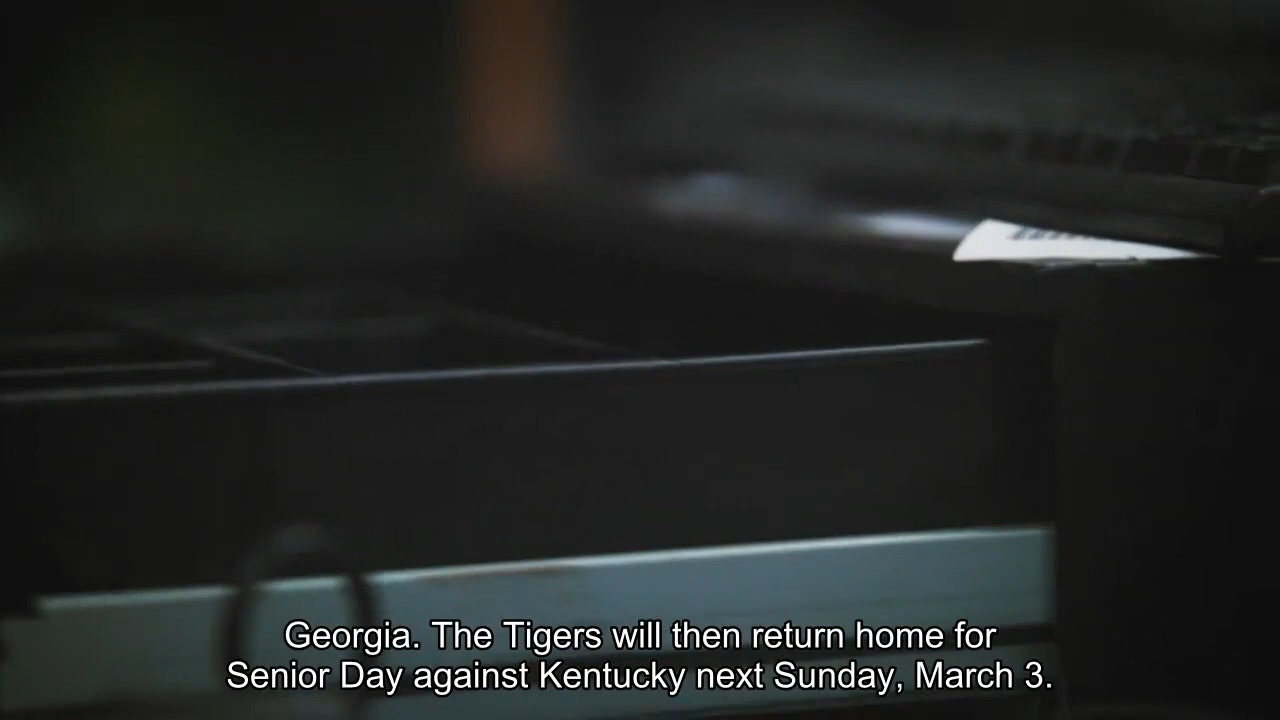 Georgia. The Tigers will then return home for
Senior Day against Kentucky next Sunday, March 3.